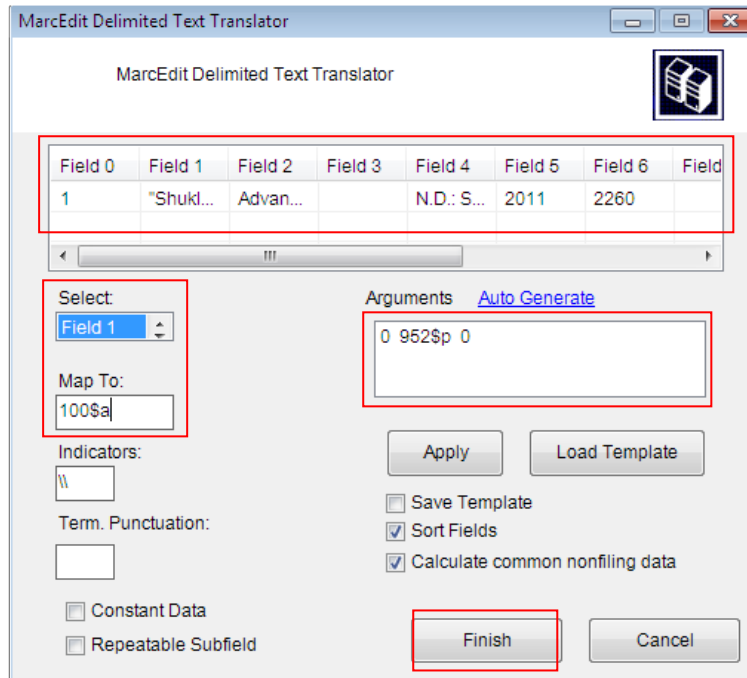 MarcEdit Delimited Text Translator
MarcEdit Delimited Text Translator
Field 0 Field 1 Field 2 Field 3 Field 4 Field 5 Field 6 Field
1 "Shukl... Advan... N.D.: S... 2011 2260
Select: Arguments Auto Generate
Field 1 0 952$p 0
Map To:
100$a
Indicators: Apply Load Template
\\
Save Template
Term. Punctuation: Sort Fields
Calculate common nonfiling data
Constant Data
Repeatable Subfield Finish Cancel